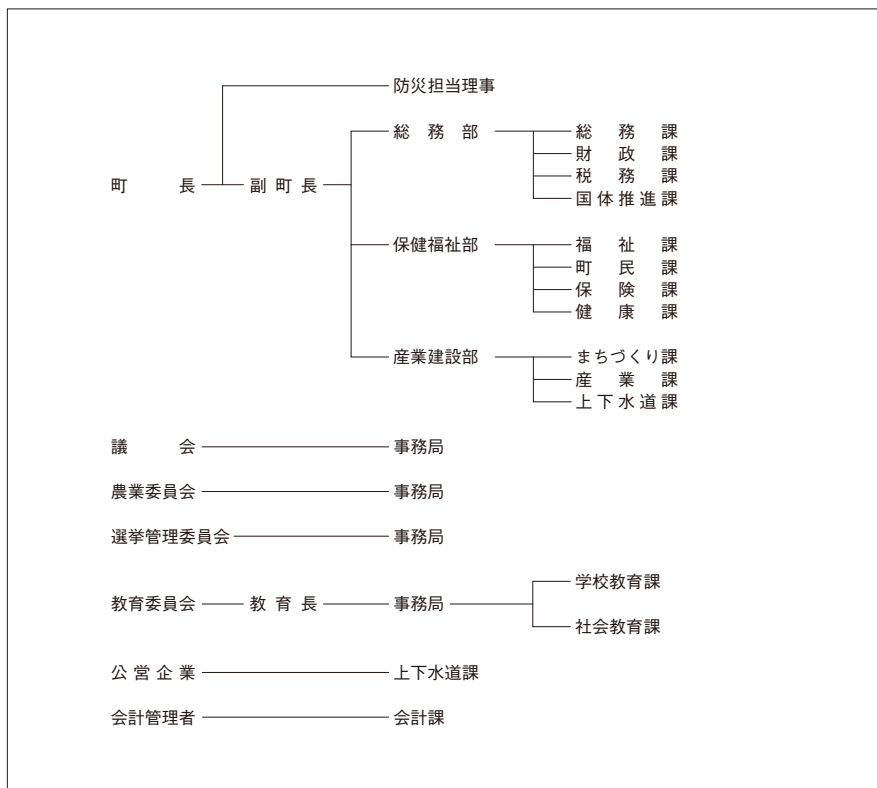 防災担当理事
総務部 総務課
財政課
町長 副町長 税務課
国体推進課
保健福祉部 福祉課
町民課
保険課
健康課
産業建設部 まちづくり課
産業課
上下水道課
議会 事務局
農業委員会 事務局
選挙管理委員会 事務局
学校教育課
教育委員会 教育長 事務局
社会教育課
公営企業 上下水道課
会計管理者 会計課